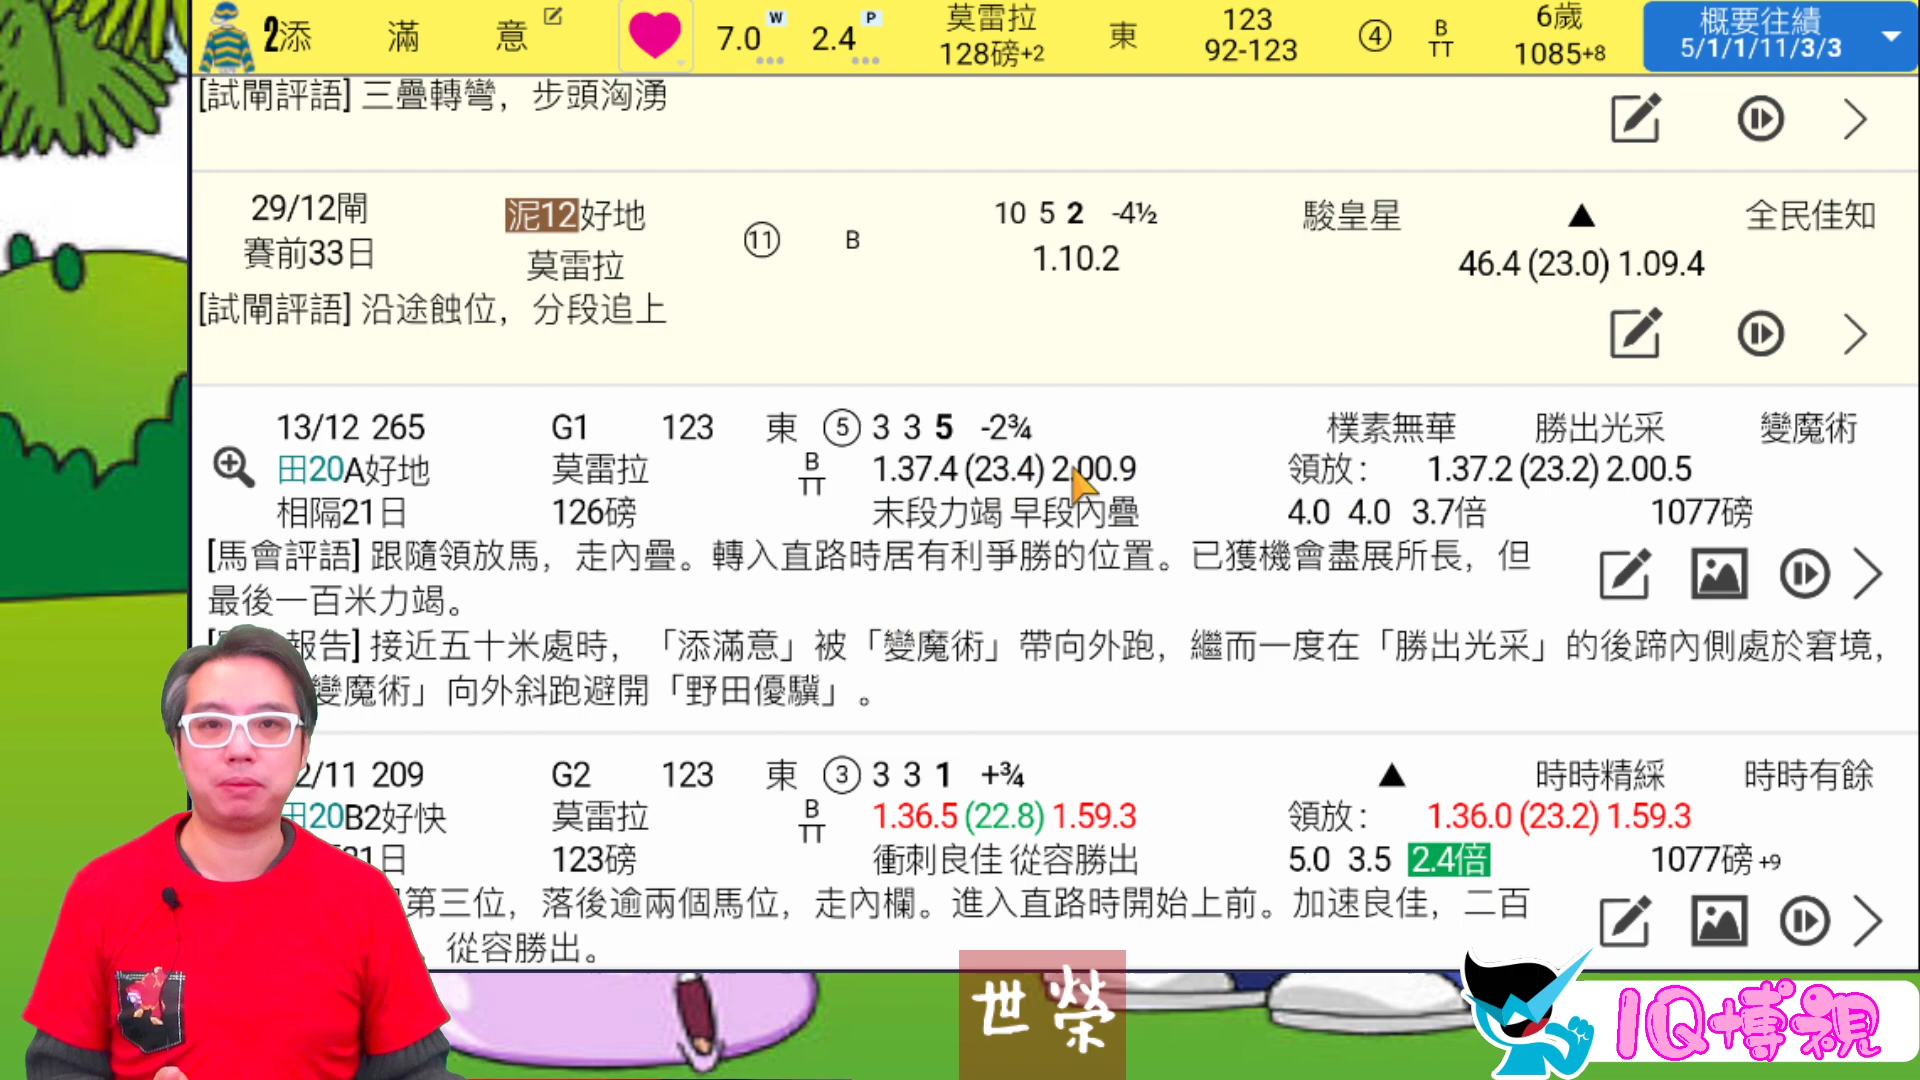 2添 滿 意 7.0 W 2.4 P 莫雷拉 128磅+2 東 123 92-123 ④ B TT 6歲 1085+8 概要往績 5/1/1/11/3/3
[試閘評語] 三疊轉彎，步頭洶湧
29/12閘 泥12好地 ⑪ B 10 5 2 -4½ 駿皇星 ▲ 全民佳知
賽前33日 莫雷拉 1.10.2 46.4 (23.0) 1.09.4
[試閘評語] 沿途蝕位，分段追上
13/12 265 G1 123 東 ⑤ 3 3 5 -2¾ 樸素無華 勝出光采 變魔術
田20A好地 莫雷拉 B TT 1.37.4 (23.4) 2.00.9 領放： 1.37.2 (23.2) 2.00.5
相隔21日 126磅 末段力竭 早段內疊 4.0 4.0 3.7倍 1077磅
[馬會評語] 跟隨領放馬，走內疊。轉入直路時居有利爭勝的位置。已獲機會盡展所長，但
最後一百米力竭。
報告] 接近五十米處時，「添滿意」被「變魔術」帶向外跑，繼而一度在「勝出光采」的後蹄內側處於窘境，
變魔術」向外斜跑避開「野田優驥」。
2/11 209 G2 123 東 ③ 3 3 1 +¾ ▲ 時時精綵 時時有餘
田20B2好快 莫雷拉 B TT 1.36.5 (22.8) 1.59.3 領放： 1.36.0 (23.2) 1.59.3
1日 123磅 衝刺良佳 從容勝出 5.0 3.5 2.4倍 1077磅 +9
第三位，落後逾兩個馬位，走內欄。進入直路時開始上前。加速良佳，二百
從容勝出。
世榮
IQ博視